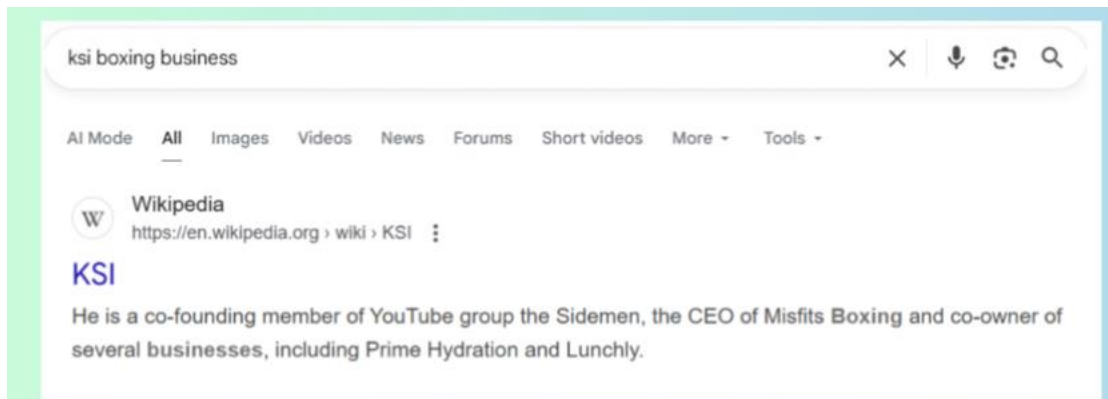 ksi boxing business
AI Mode All Images Videos News Forums Short videos More Tools
W Wikipedia
https://en.wikipedia.org › wiki › KSI
KSI
He is a co-founding member of YouTube group the Sidemen, the CEO of Misfits Boxing and co-owner of
several businesses, including Prime Hydration and Lunchly.